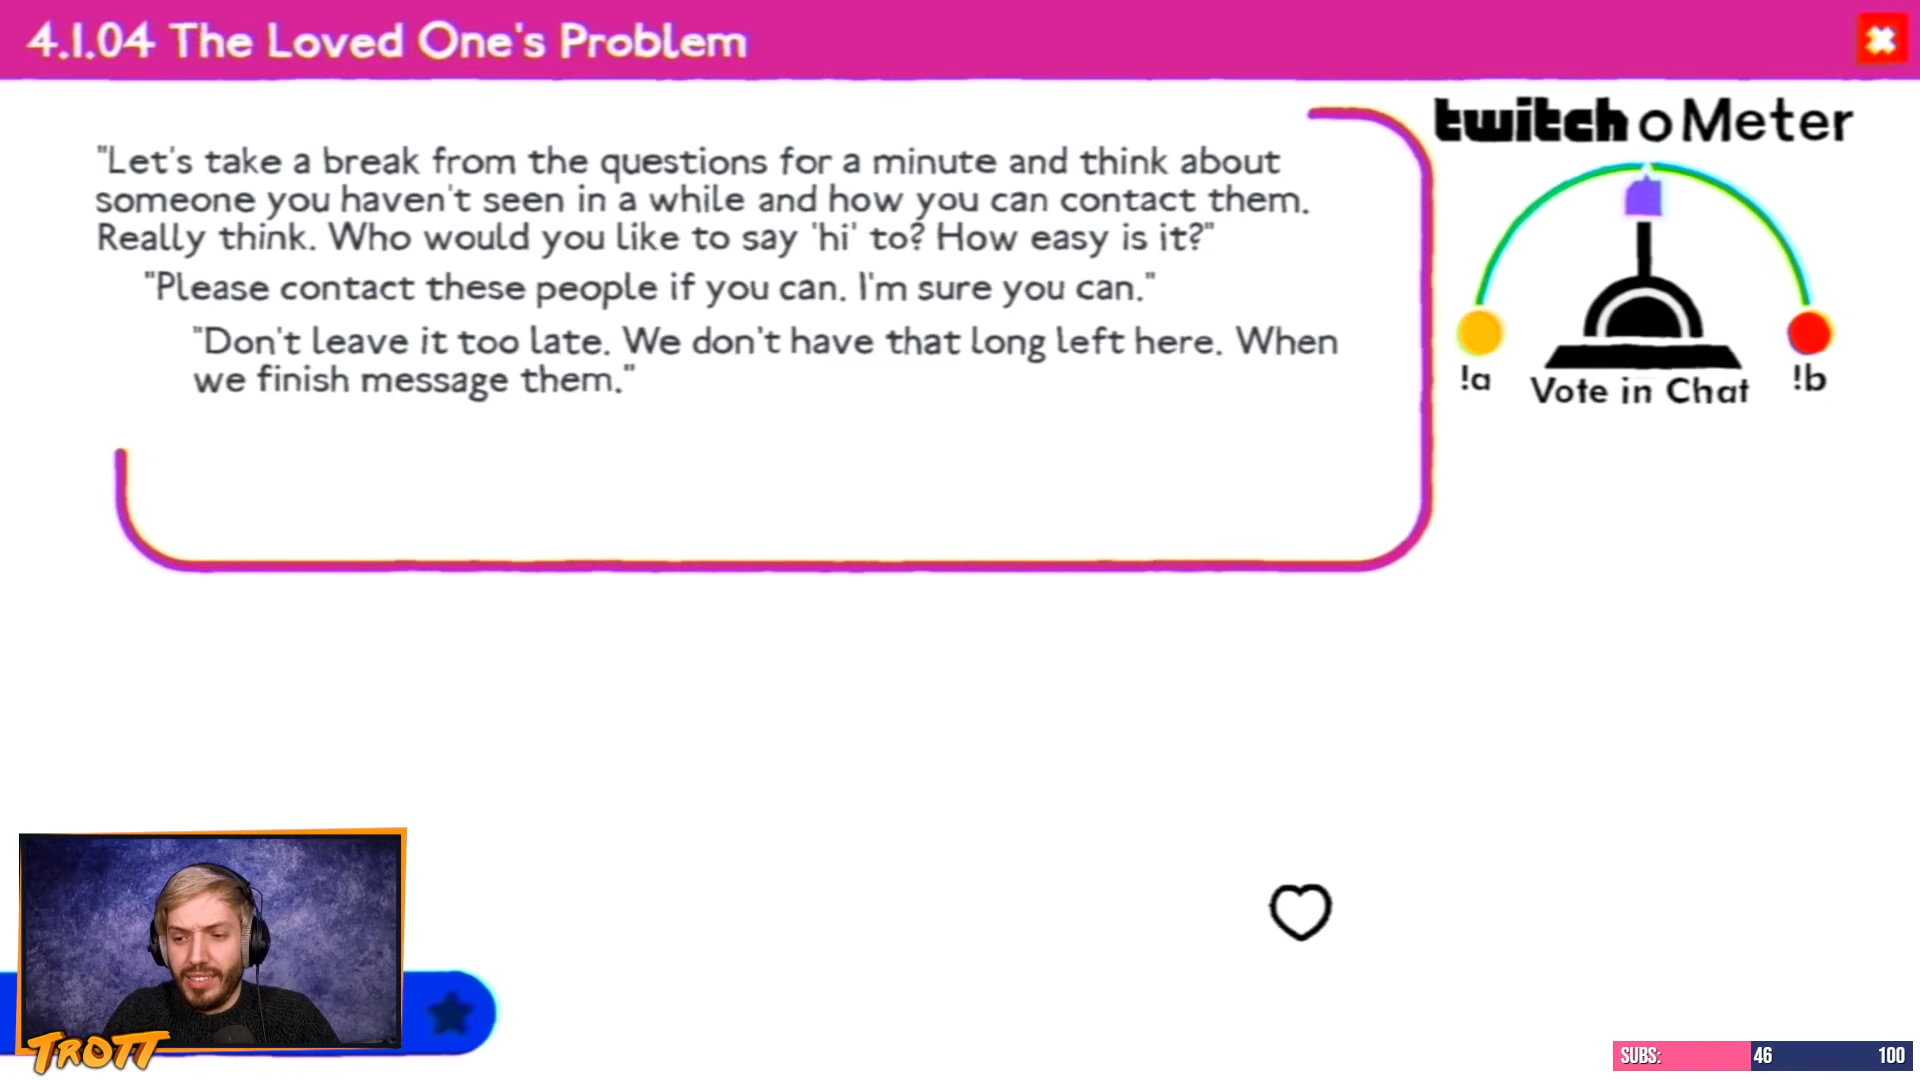 4.1.04 The Loved One's Problem
"Let's take a break from the questions for a minute and think about
someone you haven't seen in a while and how you can contact them.
Really think. Who would you like to say 'hi' to? How easy is it?"
"Please contact these people if you can. I'm sure you can."
"Don't leave it too late. We don't have that long left here. When
we finish message them."
twitch o Meter
!a Vote in Chat !b
TROTT
SUBS: 46 100